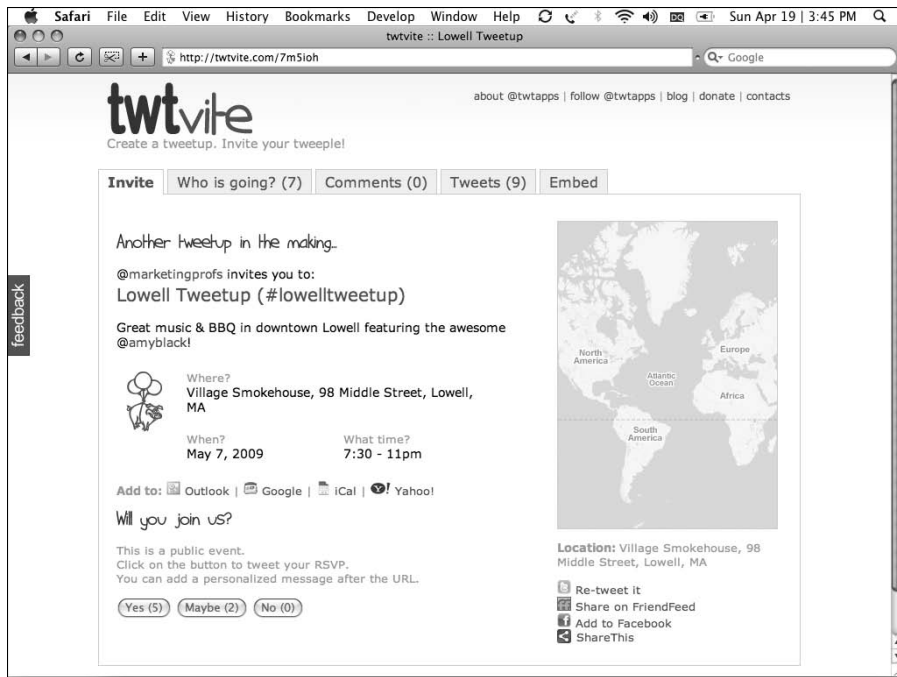 Safari File Edit View History Bookmarks Develop Window Help Sun Apr 19 | 3:45 PM
twtvite :: Lowell Tweetup
http://twtvite.com/7m5ioh
Google
twtvite
about @twtapps | follow @twtapps | blog | donate | contacts
Create a tweetup. Invite your tweeple!
Invite Who is going? (7) Comments (0) Tweets (9) Embed
Another tweetup in the making...
@marketingprofs invites you to:
Lowell Tweetup (#lowelltweetup)
Great music & BBQ in downtown Lowell featuring the awesome
@amyblack!
Where?
Village Smokehouse, 98 Middle Street, Lowell,
MA
When? What time?
May 7, 2009 7:30 - 11pm
Add to: Outlook | Google | iCal | Yahoo!
Will you join us?
This is a public event.
Click on the button to tweet your RSVP.
You can add a personalized message after the URL.
Yes (5) Maybe (2) No (0)
feedback
North
America
Europe
Atlantic
Ocean
Africa
South
America
Location: Village Smokehouse, 98
Middle Street, Lowell, MA
Re-tweet it
Share on FriendFeed
Add to Facebook
ShareThis